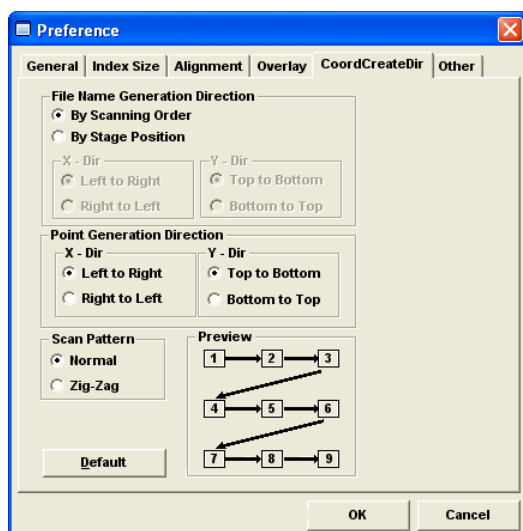 Preference
General Index Size Alignment Overlay CoordCreateDir Other
File Name Generation Direction
By Scanning Order
By Stage Position
X - Dir Y - Dir
Left to Right Top to Bottom
Right to Left Bottom to Top
Point Generation Direction
X - Dir Y - Dir
Left to Right Top to Bottom
Right to Left Bottom to Top
Scan Pattern Preview
Normal 1 2 3
Zig-Zag
4 5 6
Default 7 8 9
OK Cancel